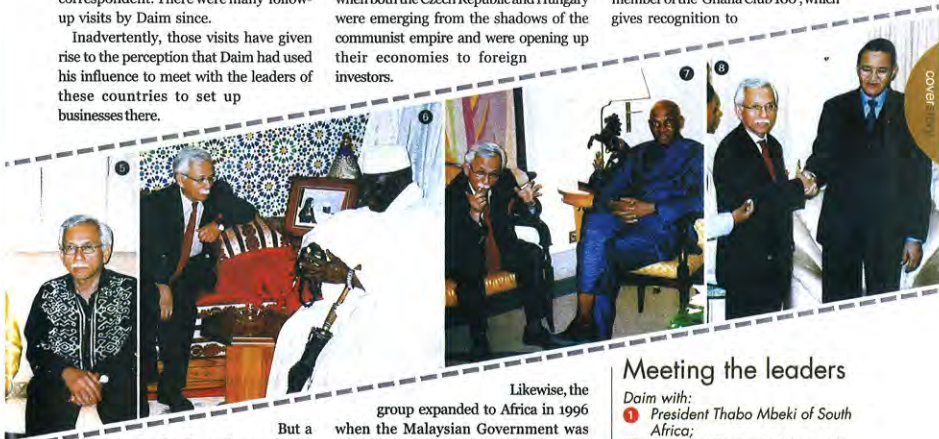 correspondent. There were many follow-
up visits by Daim since.
Inadvertently, those visits have given
rise to the perception that Daim had used
his influence to meet with the leaders of
these countries to set up
businesses there.
But a
when both the Czech Republic and Hungary
were emerging from the shadows of the
communist empire and were opening up
their economies to foreign
investors.
Likewise, the
group expanded to Africa in 1996
when the Malaysian Government was
member of the 'Ghana Club 100', which
gives recognition to
cover story
5
6
7
8
Meeting the leaders
Daim with:
1 President Thabo Mbeki of South
Africa;